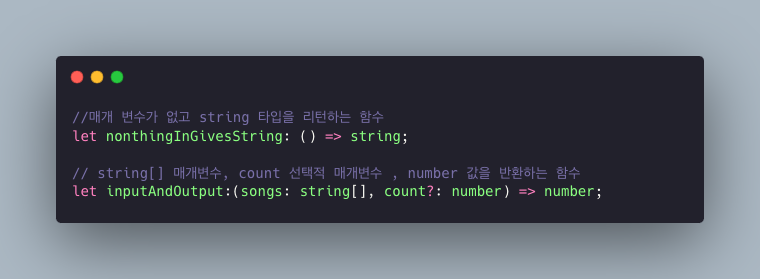 //매개 변수가 없고 string 타입을 리턴하는 함수
let nonthingInGivesString: () => string;
// string[] 매개변수, count 선택적 매개변수 , number 값을 반환하는 함수
let inputAndOutput:(songs: string[], count?: number) => number;